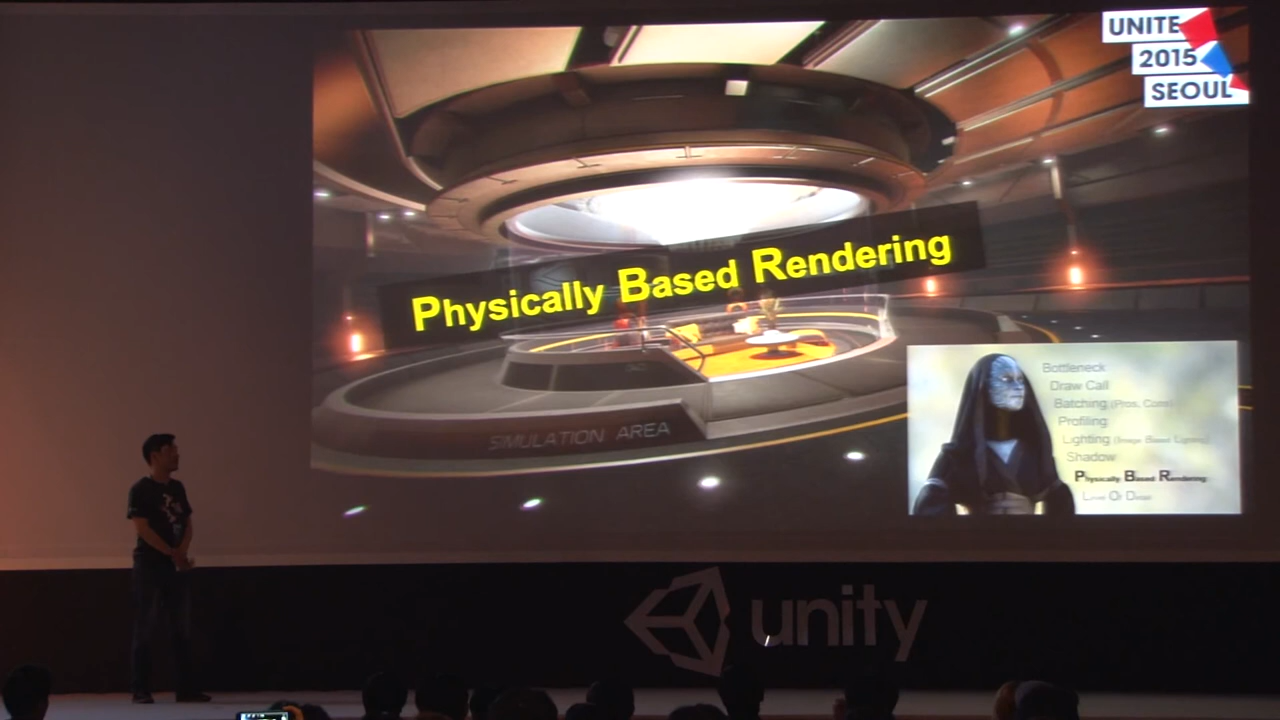 UNITE
2015
SEOUL
Physically Based Rendering
SIMULATION AREA
Bottleneck
Draw Call
Batching (Pros, Cons)
Profiling
Lighting (Image Based Lighting)
Shadow
Physically Based Rendering
Level Of Detail
unity